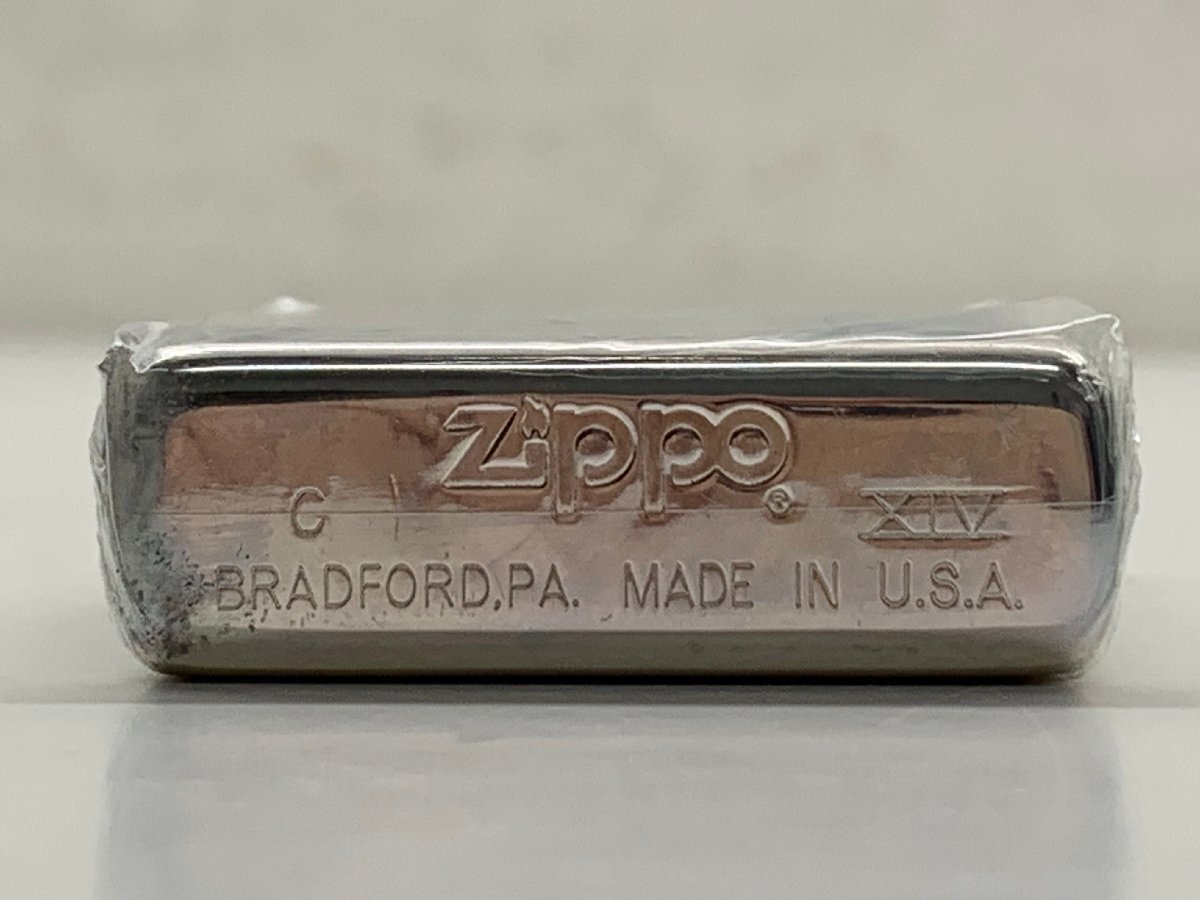 Zippo®
C XIV
BRADFORD,PA. MADE IN U.S.A.